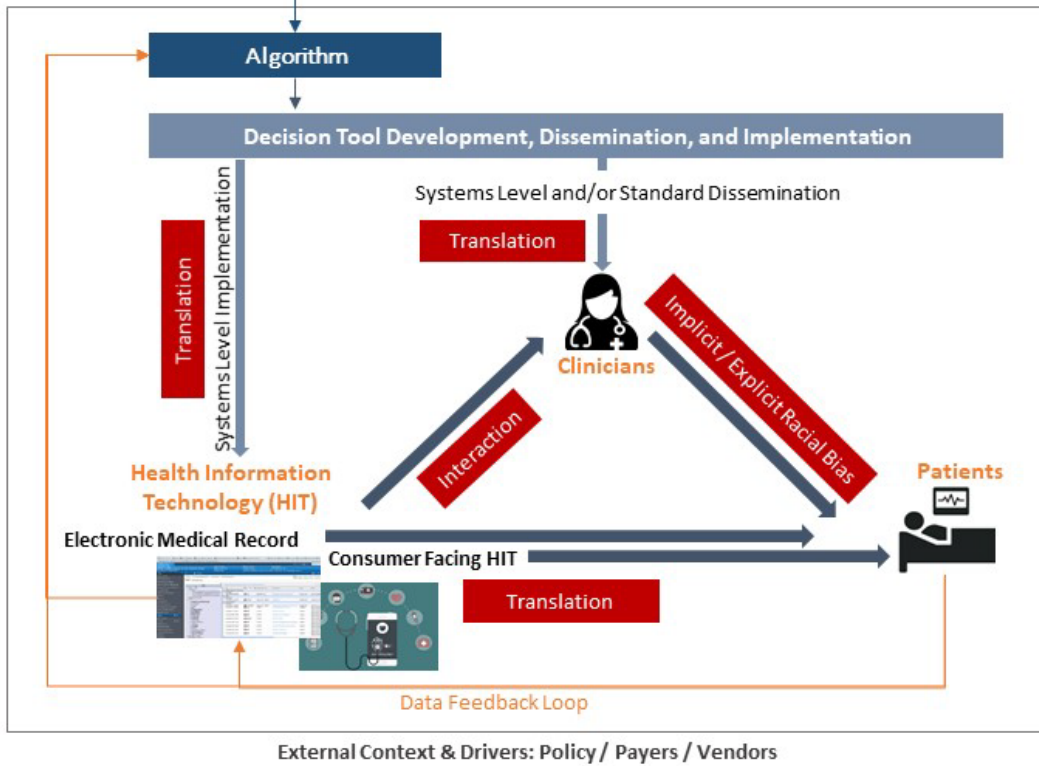 Algorithm
Decision Tool Development, Dissemination, and Implementation
Systems Level Implementation
Translation
Systems Level and/or Standard Dissemination
Translation
Clinicians
Implicit / Explicit Racial Bias
Interaction
Health Information
Technology (HIT)
Patients
Electronic Medical Record
Consumer Facing HIT
Translation
Data Feedback Loop
External Context & Drivers: Policy / Payers / Vendors